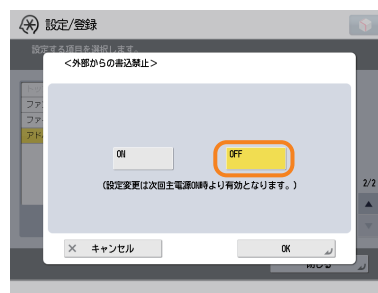 設定/登録
設定する項目を選択します。
<外部からの書込禁止>
ファ
ファ
アド
ON
OFF
(設定変更は次回主電源ON時より有効となります。)
2/2
キャンセル
OK